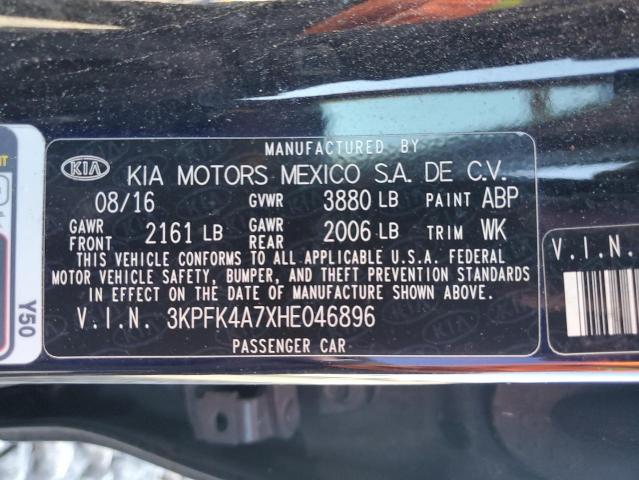 MANUFACTURED BY
KIA KIA MOTORS MEXICO S.A. DE C.V.
08/16 GVWR 3880 LB PAINT ABP
GAWR FRONT 2161 LB GAWR REAR 2006 LB TRIM WK
THIS VEHICLE CONFORMS TO ALL APPLICABLE U.S.A. FEDERAL
MOTOR VEHICLE SAFETY, BUMPER, AND THEFT PREVENTION STANDARDS
IN EFFECT ON THE DATE OF MANUFACTURE SHOWN ABOVE.
V.I.N. 3KPFK4A7XHE046896
PASSENGER CAR
Y50
V.I.N.